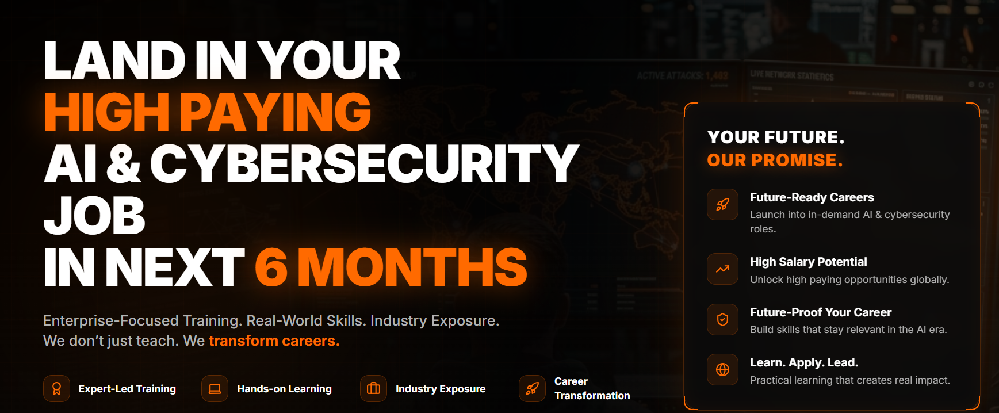 LAND IN YOUR
HIGH PAYING
AI & CYBERSECURITY
JOB
IN NEXT 6 MONTHS
Enterprise-Focused Training. Real-World Skills. Industry Exposure.
We don’t just teach. We transform careers.
Expert-Led Training
Hands-on Learning
Industry Exposure
Career
Transformation
ACTIVE ATTACKS: 1,403
LIVE NETWORK STATISTICS
YOUR FUTURE.
OUR PROMISE.
Future-Ready Careers
Launch into in-demand AI & cybersecurity
roles.
High Salary Potential
Unlock high paying opportunities globally.
Future-Proof Your Career
Build skills that stay relevant in the AI era.
Learn. Apply. Lead.
Practical learning that creates real impact.